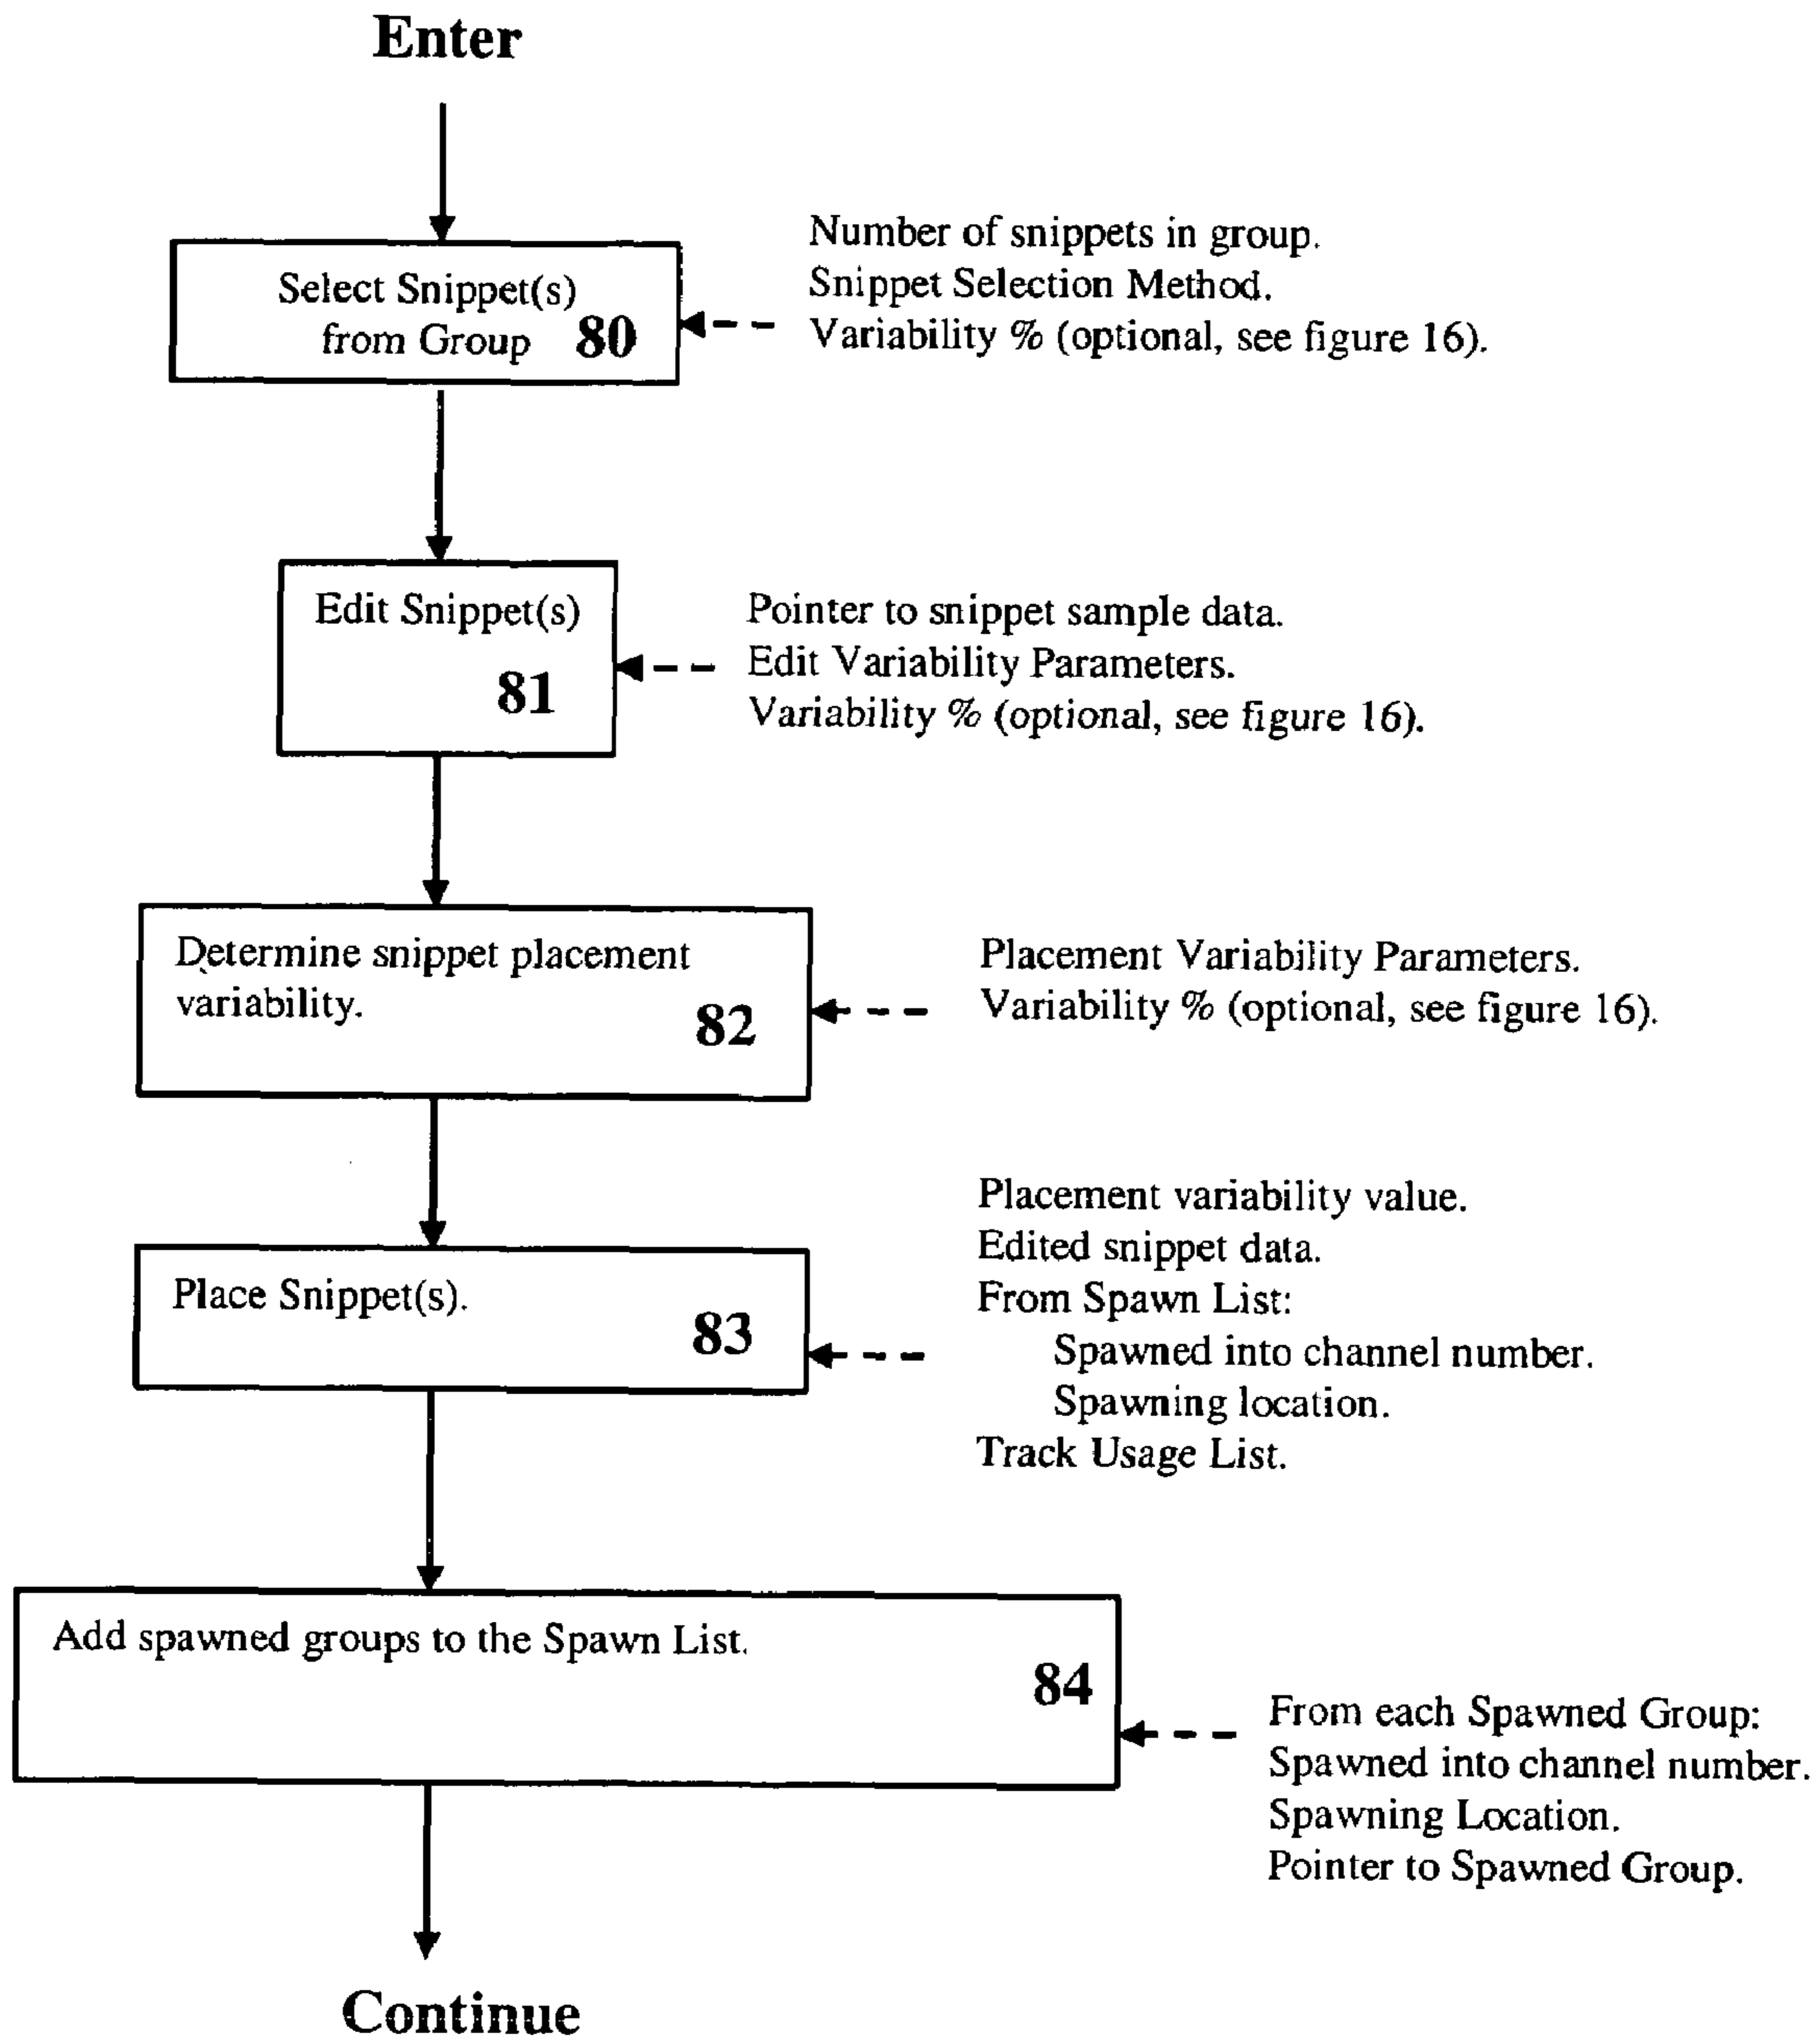 Enter
Select Snippet(s)
from Group 80
Number of snippets in group.
Snippet Selection Method.
Variability % (optional, see figure 16).
Edit Snippet(s)
81
Pointer to snippet sample data.
Edit Variability Parameters.
Variability % (optional, see figure 16).
Determine snippet placement
variability.
82
Placement Variability Parameters.
Variability % (optional, see figure 16).
Place Snippet(s).
83
Placement variability value.
Edited snippet data.
From Spawn List:
Spawned into channel number.
Spawning location.
Track Usage List.
Add spawned groups to the Spawn List.
84
From each Spawned Group:
Spawned into channel number.
Spawning Location.
Pointer to Spawned Group.
Continue